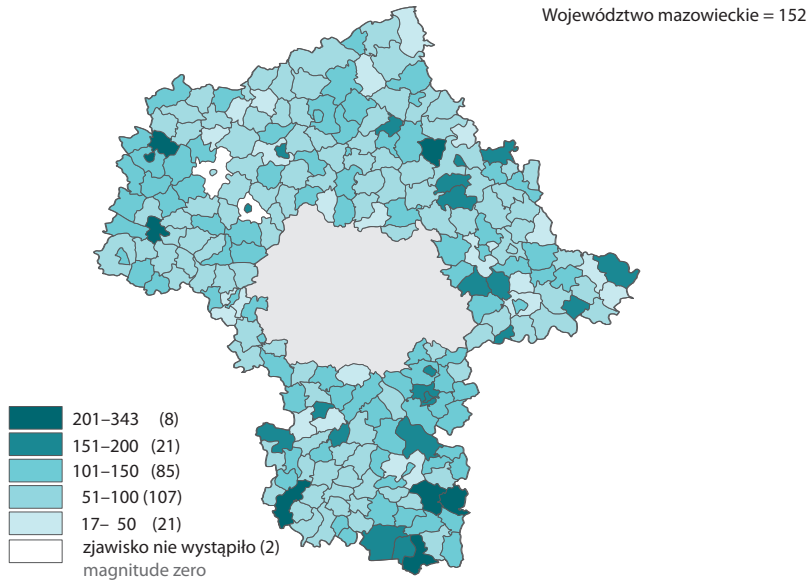 Województwo mazowieckie = 152
201–343 (8)
151–200 (21)
101–150 (85)
51–100 (107)
17– 50 (21)
zjawisko nie wystąpiło (2)
magnitude zero